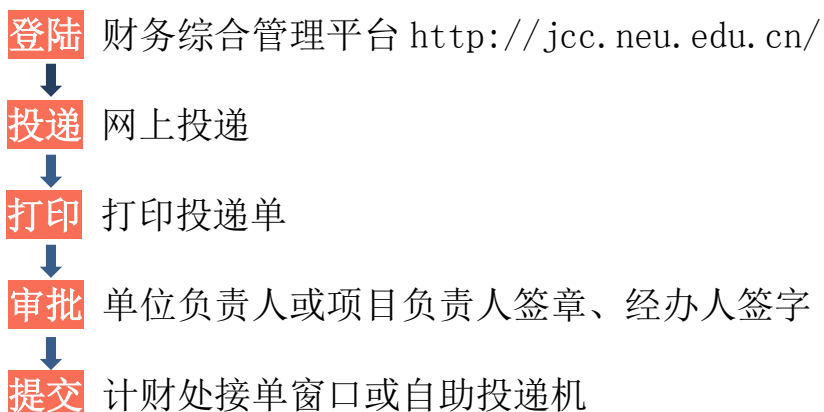 登陆 财务综合管理平台 http://jcc.neu.edu.cn/
投递 网上投递
打印 打印投递单
审批 单位负责人或项目负责人签章、经办人签字
提交 计财处接单窗口或自助投递机